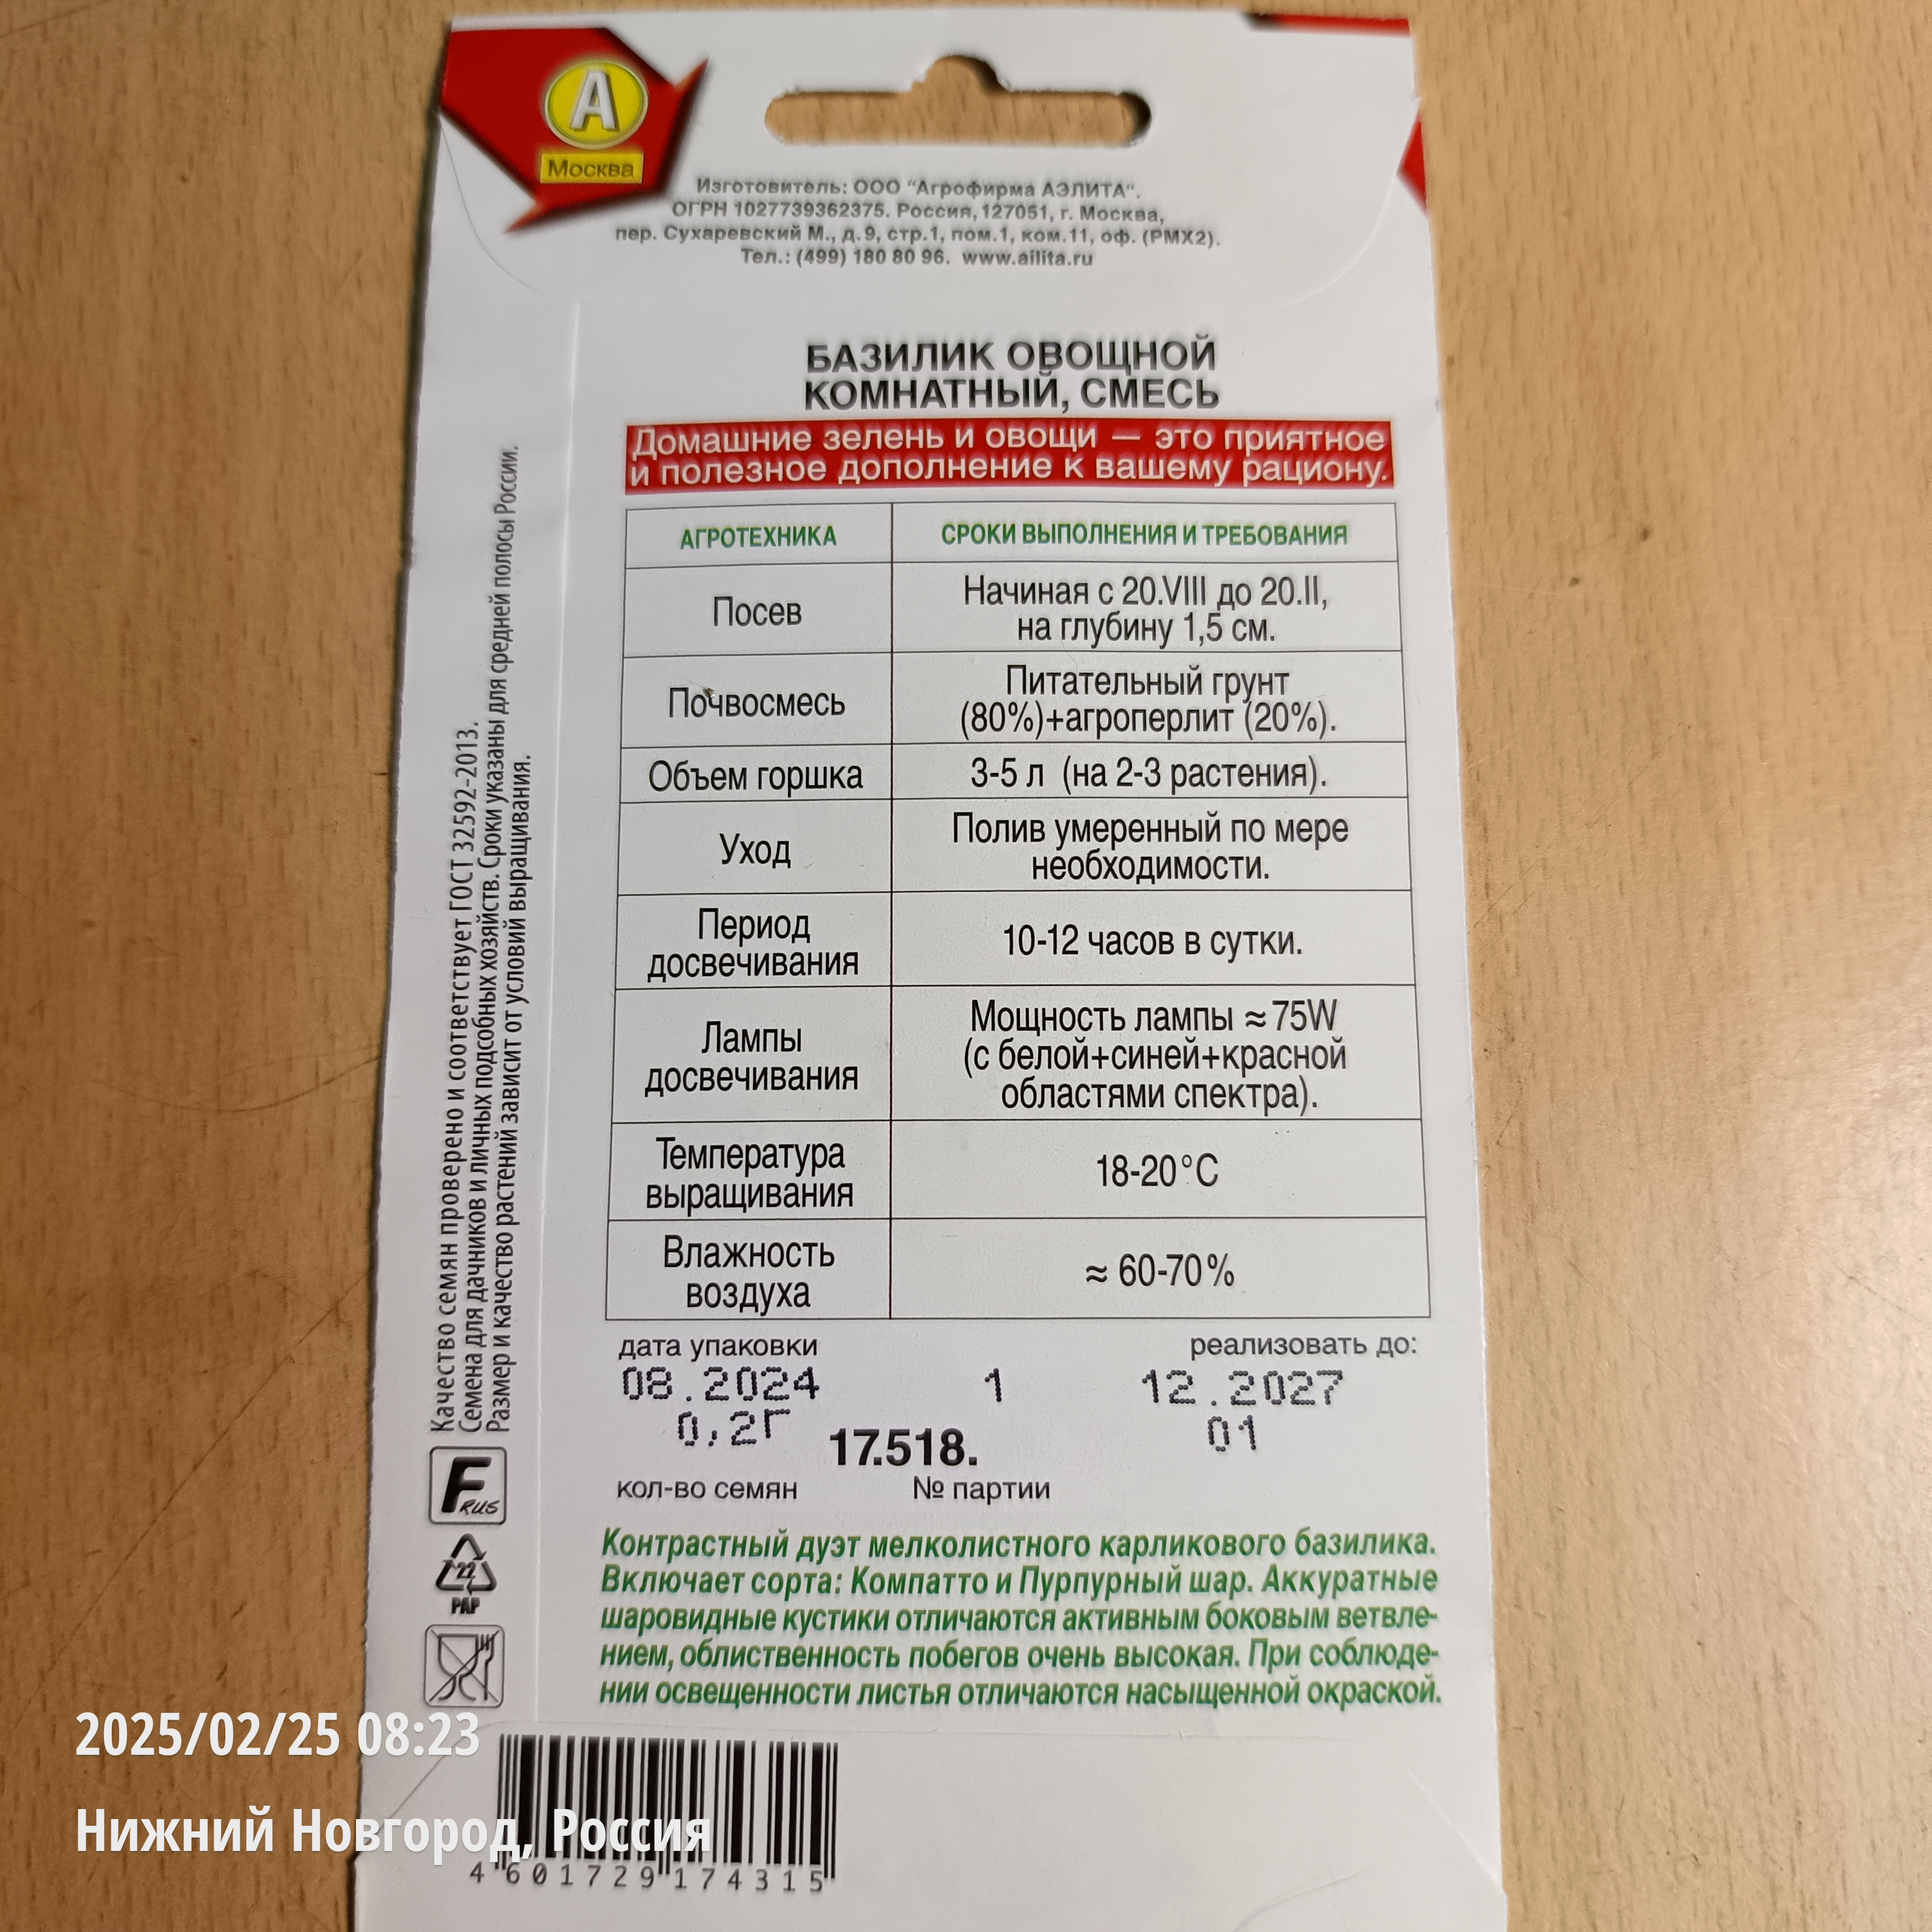 А
Москва
Изготовитель: ООО "Агрофирма АЭЛИТА".
ОГРН 1027739362375. Россия, 127051, г. Москва,
пер. Сухаревский М., д.9, стр.1, пом.1, ком.11, оф. (РМХ2).
Тел.: (499) 180 80 96. www.ailita.ru
БАЗИЛИК ОВОЩНОЙ
КОМНАТНЫЙ, СМЕСЬ
Домашние зелень и овощи — это приятное
и полезное дополнение к вашему рациону.
АГРОТЕХНИКА
СРОКИ ВЫПОЛНЕНИЯ И ТРЕБОВАНИЯ
Посев
Начиная с 20.VIII до 20.II,
на глубину 1,5 см.
Почвосмесь
Питательный грунт
(80%)+агроперлит (20%).
Объем горшка
3-5 л (на 2-3 растения).
Уход
Полив умеренный по мере
необходимости.
Период
досвечивания
10-12 часов в сутки.
Лампы
досвечивания
Мощность лампы ≈ 75W
(с белой+синей+красной
областями спектра).
Температура
выращивания
18-20°C
Влажность
воздуха
≈ 60-70%
дата упаковки
реализовать до:
08.2024 1 12.2027
0,2Г 17.518. 01
кол-во семян № партии
Контрастный дуэт мелколистного карликового базилика.
Включает сорта: Компатто и Пурпурный шар. Аккуратные
шаровидные кустики отличаются активным боковым ветвле-
нием, облиственность побегов очень высокая. При соблюде-
нии освещенности листья отличаются насыщенной окраской.
Качество семян проверено и соответствует ГОСТ 32592-2013.
Семена для дачников и личных подсобных хозяйств. Сроки указаны для средней полосы России.
Размер и качество растений зависит от условий выращивания.
F RUS
22
PAP
2025/02/25 08:23
Нижний Новгород, Россия
4 601729 174315